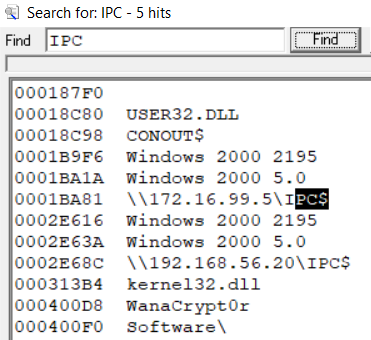 Search for: IPC - 5 hits
Find IPC Find
000187F0
00018C80 USER32.DLL
00018C98 CONOUT$
0001B9F6 Windows 2000 2195
0001BA1A Windows 2000 5.0
0001BA81 \\172.16.99.5\IPC$
0002E616 Windows 2000 2195
0002E63A Windows 2000 5.0
0002E68C \\192.168.56.20\IPC$
000313B4 kernel32.dll
000400D8 WanaCrypt0r
000400F0 Software\